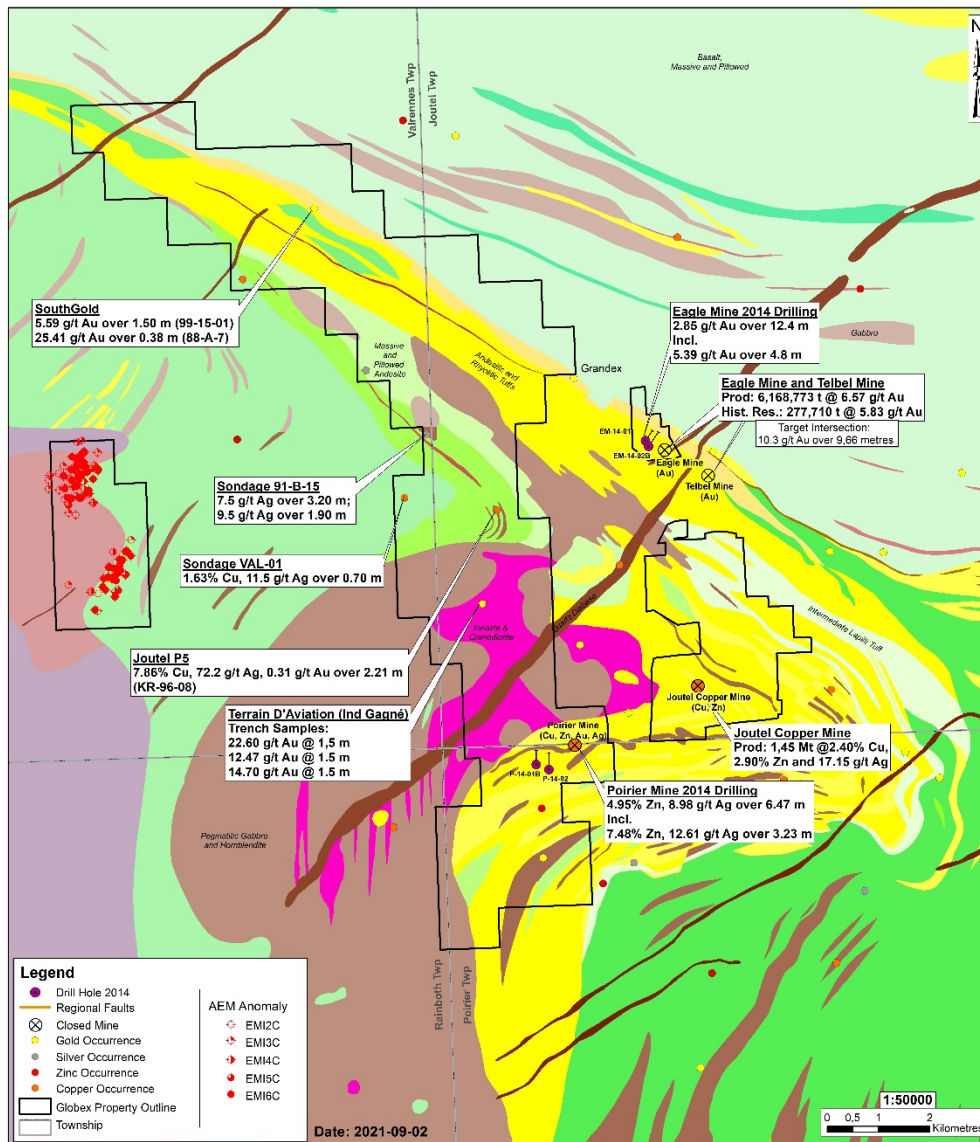 N
Basalt,
Massive and Pillowed
Valrennes Twp
Joutel Twp
SouthGold
5.59 g/t Au over 1.50 m (99-15-01)
25.41 g/t Au over 0.38 m (88-A-7)
Massive
and
Pillowed
Andesite
Andesitic and
Rhyolitic Tuffs
Grandex
Gabbro
Eagle Mine 2014 Drilling
2.85 g/t Au over 12.4 m
Incl.
5.39 g/t Au over 4.8 m
Eagle Mine and Telbel Mine
Prod: 6,168,773 t @ 6.57 g/t Au
Hist. Res.: 277,710 t @ 5.83 g/t Au
Target Intersection:
10.3 g/t Au over 9,66 metres
EM-14-01
EM-14-02B
Eagle Mine
(Au)
Telbel Mine
(Au)
Sondage 91-B-15
7.5 g/t Ag over 3.20 m;
9.5 g/t Ag over 1.90 m
Sondage VAL-01
1.63% Cu, 11.5 g/t Ag over 0.70 m
Tonalite &
Granodiorite
Quartz Diabase
Intermediate Lapilli Tuff
Joutel P5
7.86% Cu, 72.2 g/t Ag, 0.31 g/t Au over 2.21 m
(KR-96-08)
Terrain D'Aviation (Ind Gagné)
Trench Samples:
22.60 g/t Au @ 1,5 m
12.47 g/t Au @ 1.5 m
14.70 g/t Au @ 1.5 m
Joutel Copper Mine
(Cu, Zn)
Joutel Copper Mine
Prod: 1,45 Mt @2.40% Cu,
2.90% Zn and 17.15 g/t Ag
Poirier Mine
(Cu, Zn, Au, Ag)
P-14-01B
P-14-02
Poirier Mine 2014 Drilling
4.95% Zn, 8.98 g/t Ag over 6.47 m
Incl.
7.48% Zn, 12.61 g/t Ag over 3.23 m
Pegmatitic Gabbro
and Hornblendite
Rainboth Twp
Poirier Twp
Legend
Drill Hole 2014
Regional Faults
Closed Mine
Gold Occurrence
Silver Occurrence
Zinc Occurrence
Copper Occurrence
Globex Property Outline
Township
AEM Anomaly
EMI2C
EMI3C
EMI4C
EMI5C
EMI6C
Date: 2021-09-02
1:50000
0 0,5 1 2
Kilometres